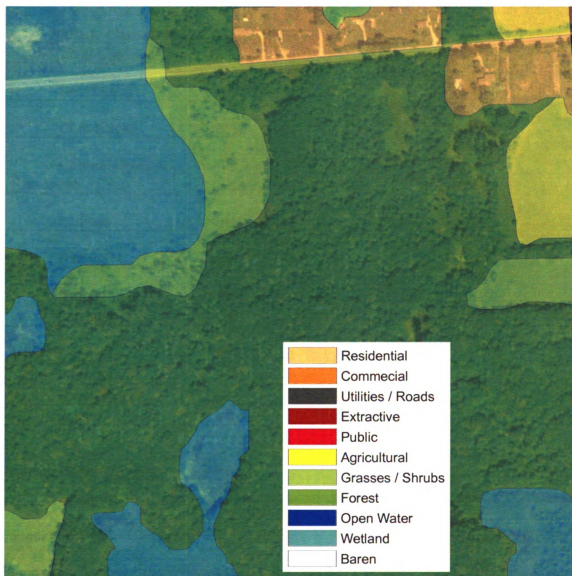 Residential
Commecial
Utilities / Roads
Extractive
Public
Agricultural
Grasses / Shrubs
Forest
Open Water
Wetland
Baren